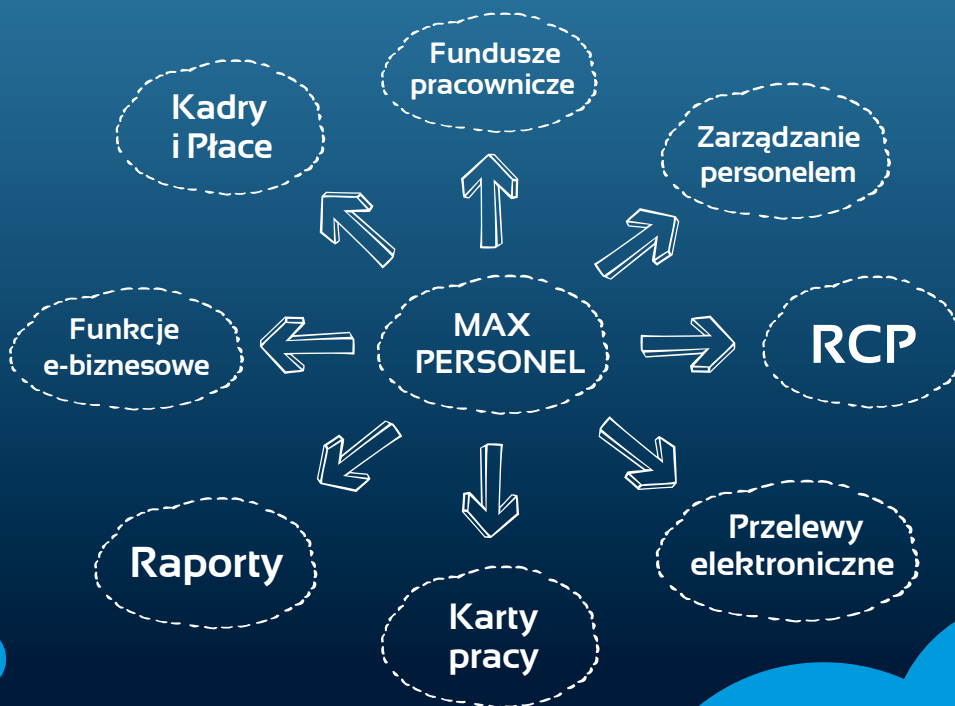 Fundusze
pracownicze
Kadry
i Płace
Zarządzanie
personelem
Funkcje
e-biznesowe
MAX
PERSONEL
RCP
Raporty
Przelewy
elektroniczne
Karty
pracy